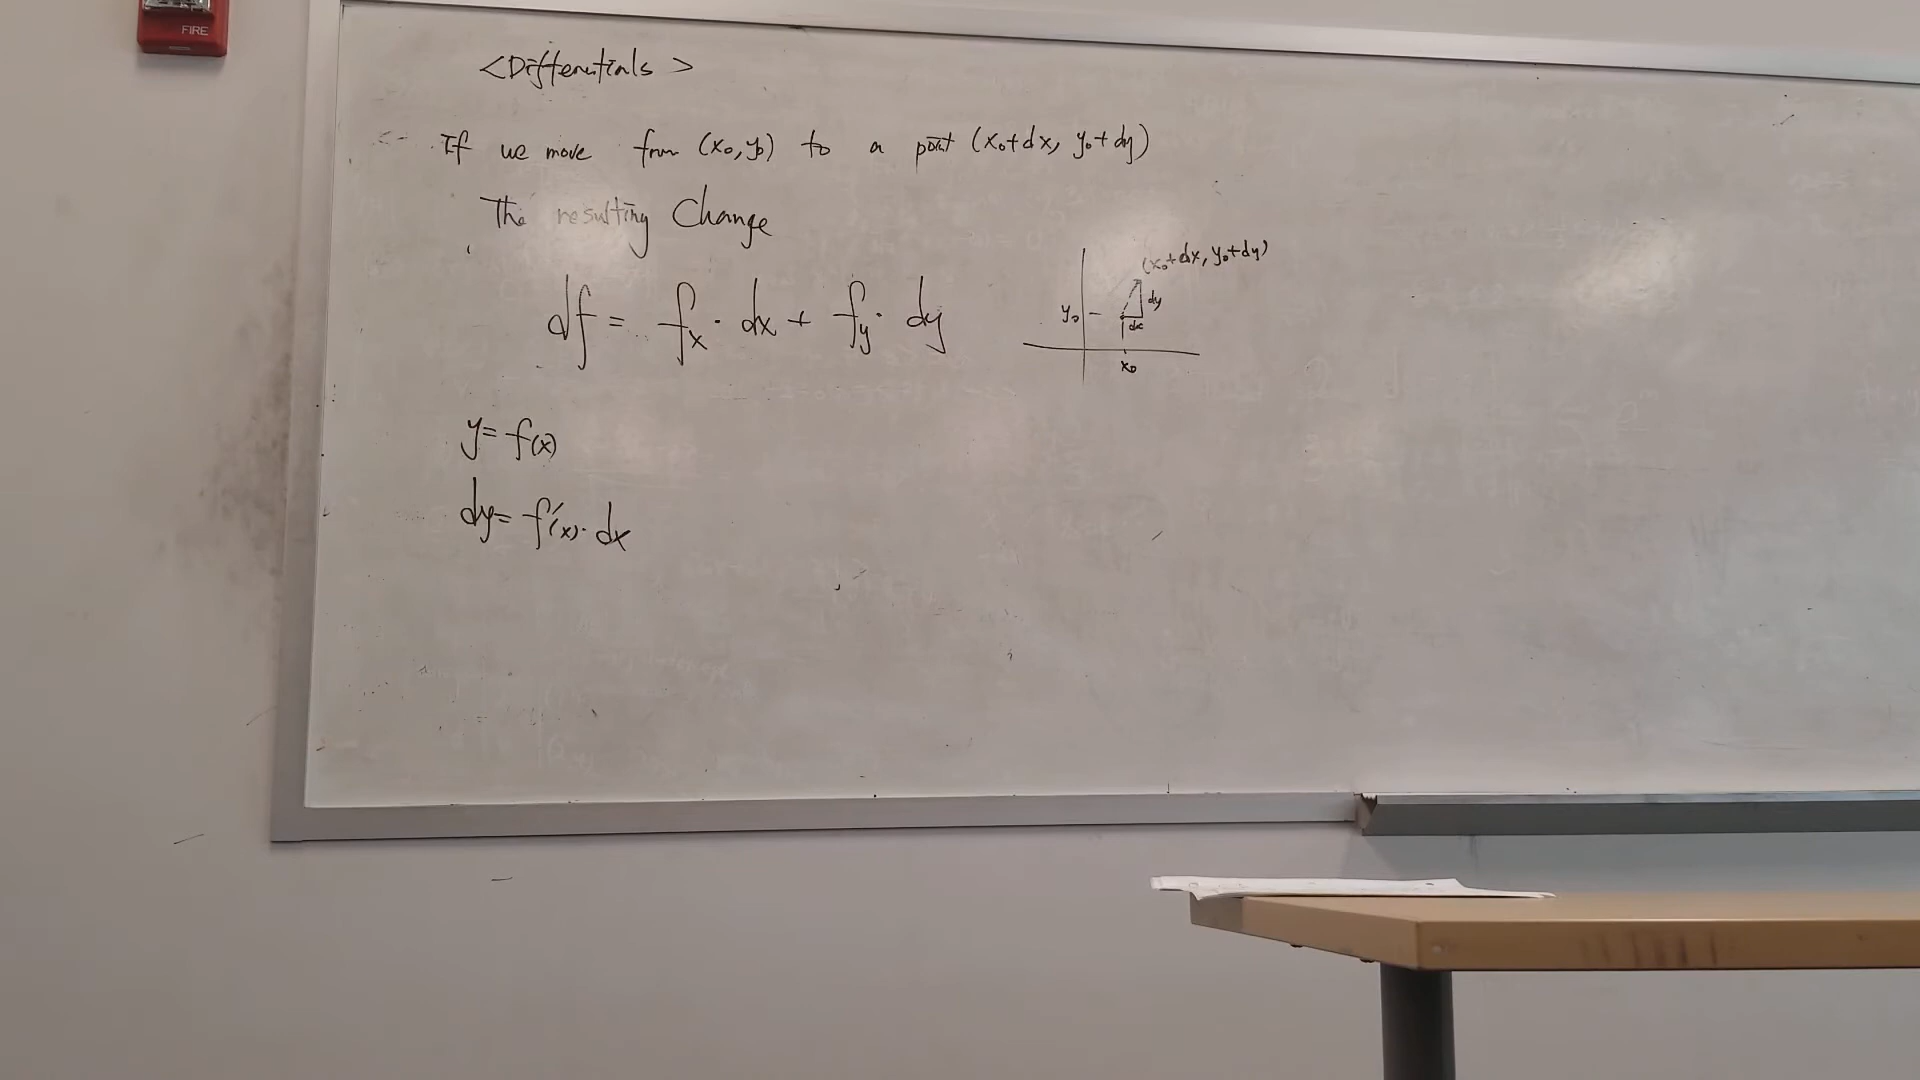 FIRE
<Differentials>
If we move from (x₀, y₀) to a point (x₀+dx, y₀+dy)
The resulting Change
df = fₓ · dx + f_y · dy
(x₀+dx, y₀+dy)
y₀
dy
dx
x₀
y = f(x)
dy = f'(x) · dx